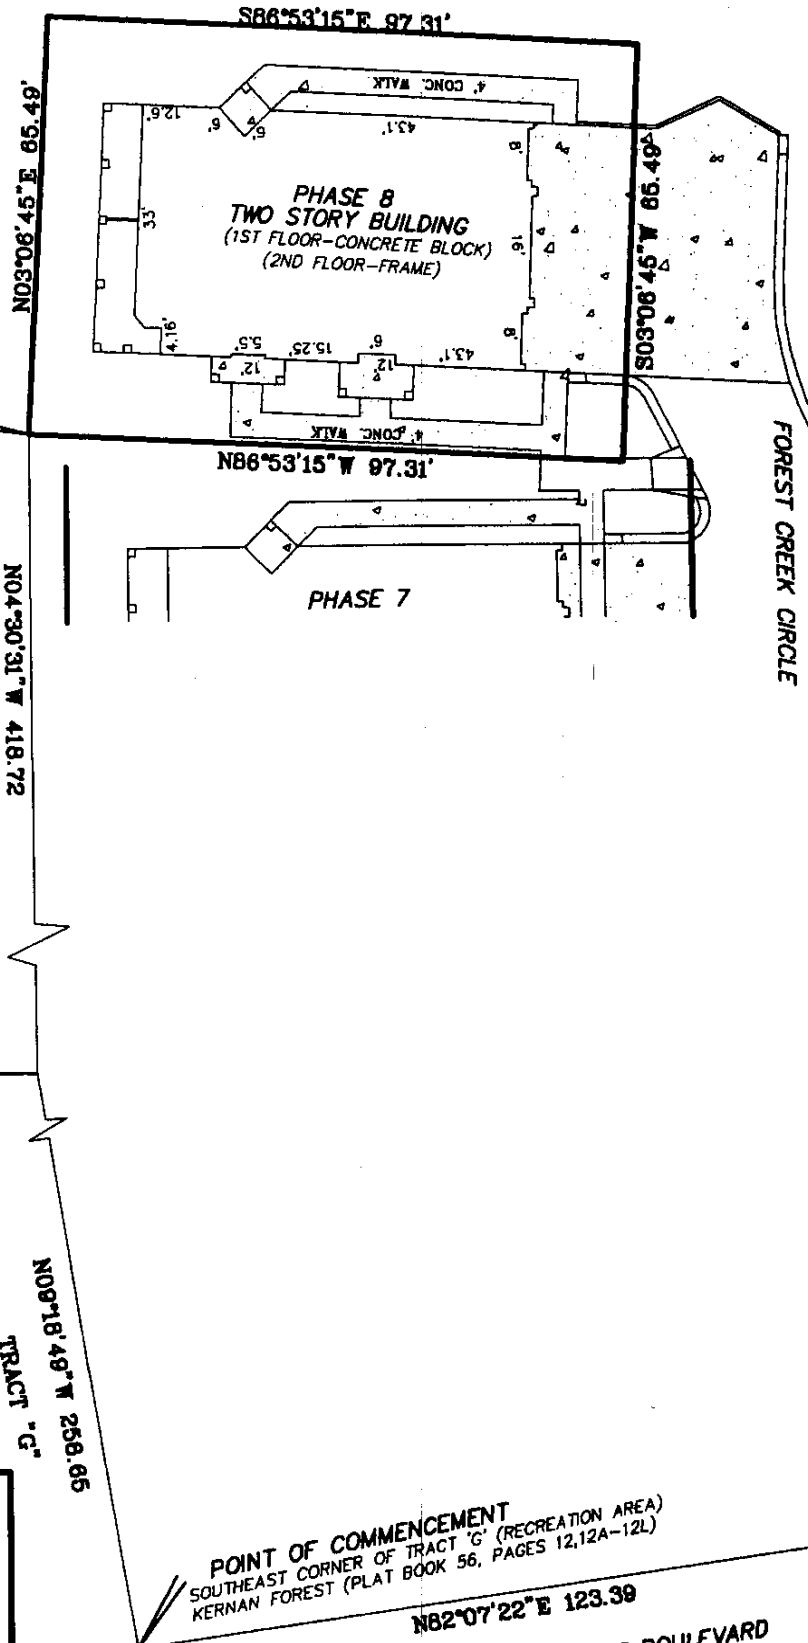 S86°53'15"E 97.31'
N03°06'45"E 65.49'
4' CONC. WALK
12.6'
6'
6'
43.1'
8'
S03°06'45"W 65.49'
PHASE 8
TWO STORY BUILDING
(1ST FLOOR-CONCRETE BLOCK)
(2ND FLOOR-FRAME)
33'
16'
8'
4.16'
5.5'
15.25'
6'
43.1'
12'
12'
4' CONC. WALK
N86°53'15"W 97.31'
FOREST CREEK CIRCLE
PHASE 7
N04°30'31"W 418.72
N09°18'49"W 258.65
TRACT "G"
POINT OF COMMENCEMENT
SOUTHEAST CORNER OF TRACT 'G' (RECREATION AREA)
KERNAN FOREST (PLAT BOOK 56, PAGES 12,12A-12L)
N82°07'22"E 123.39
BOULEVARD